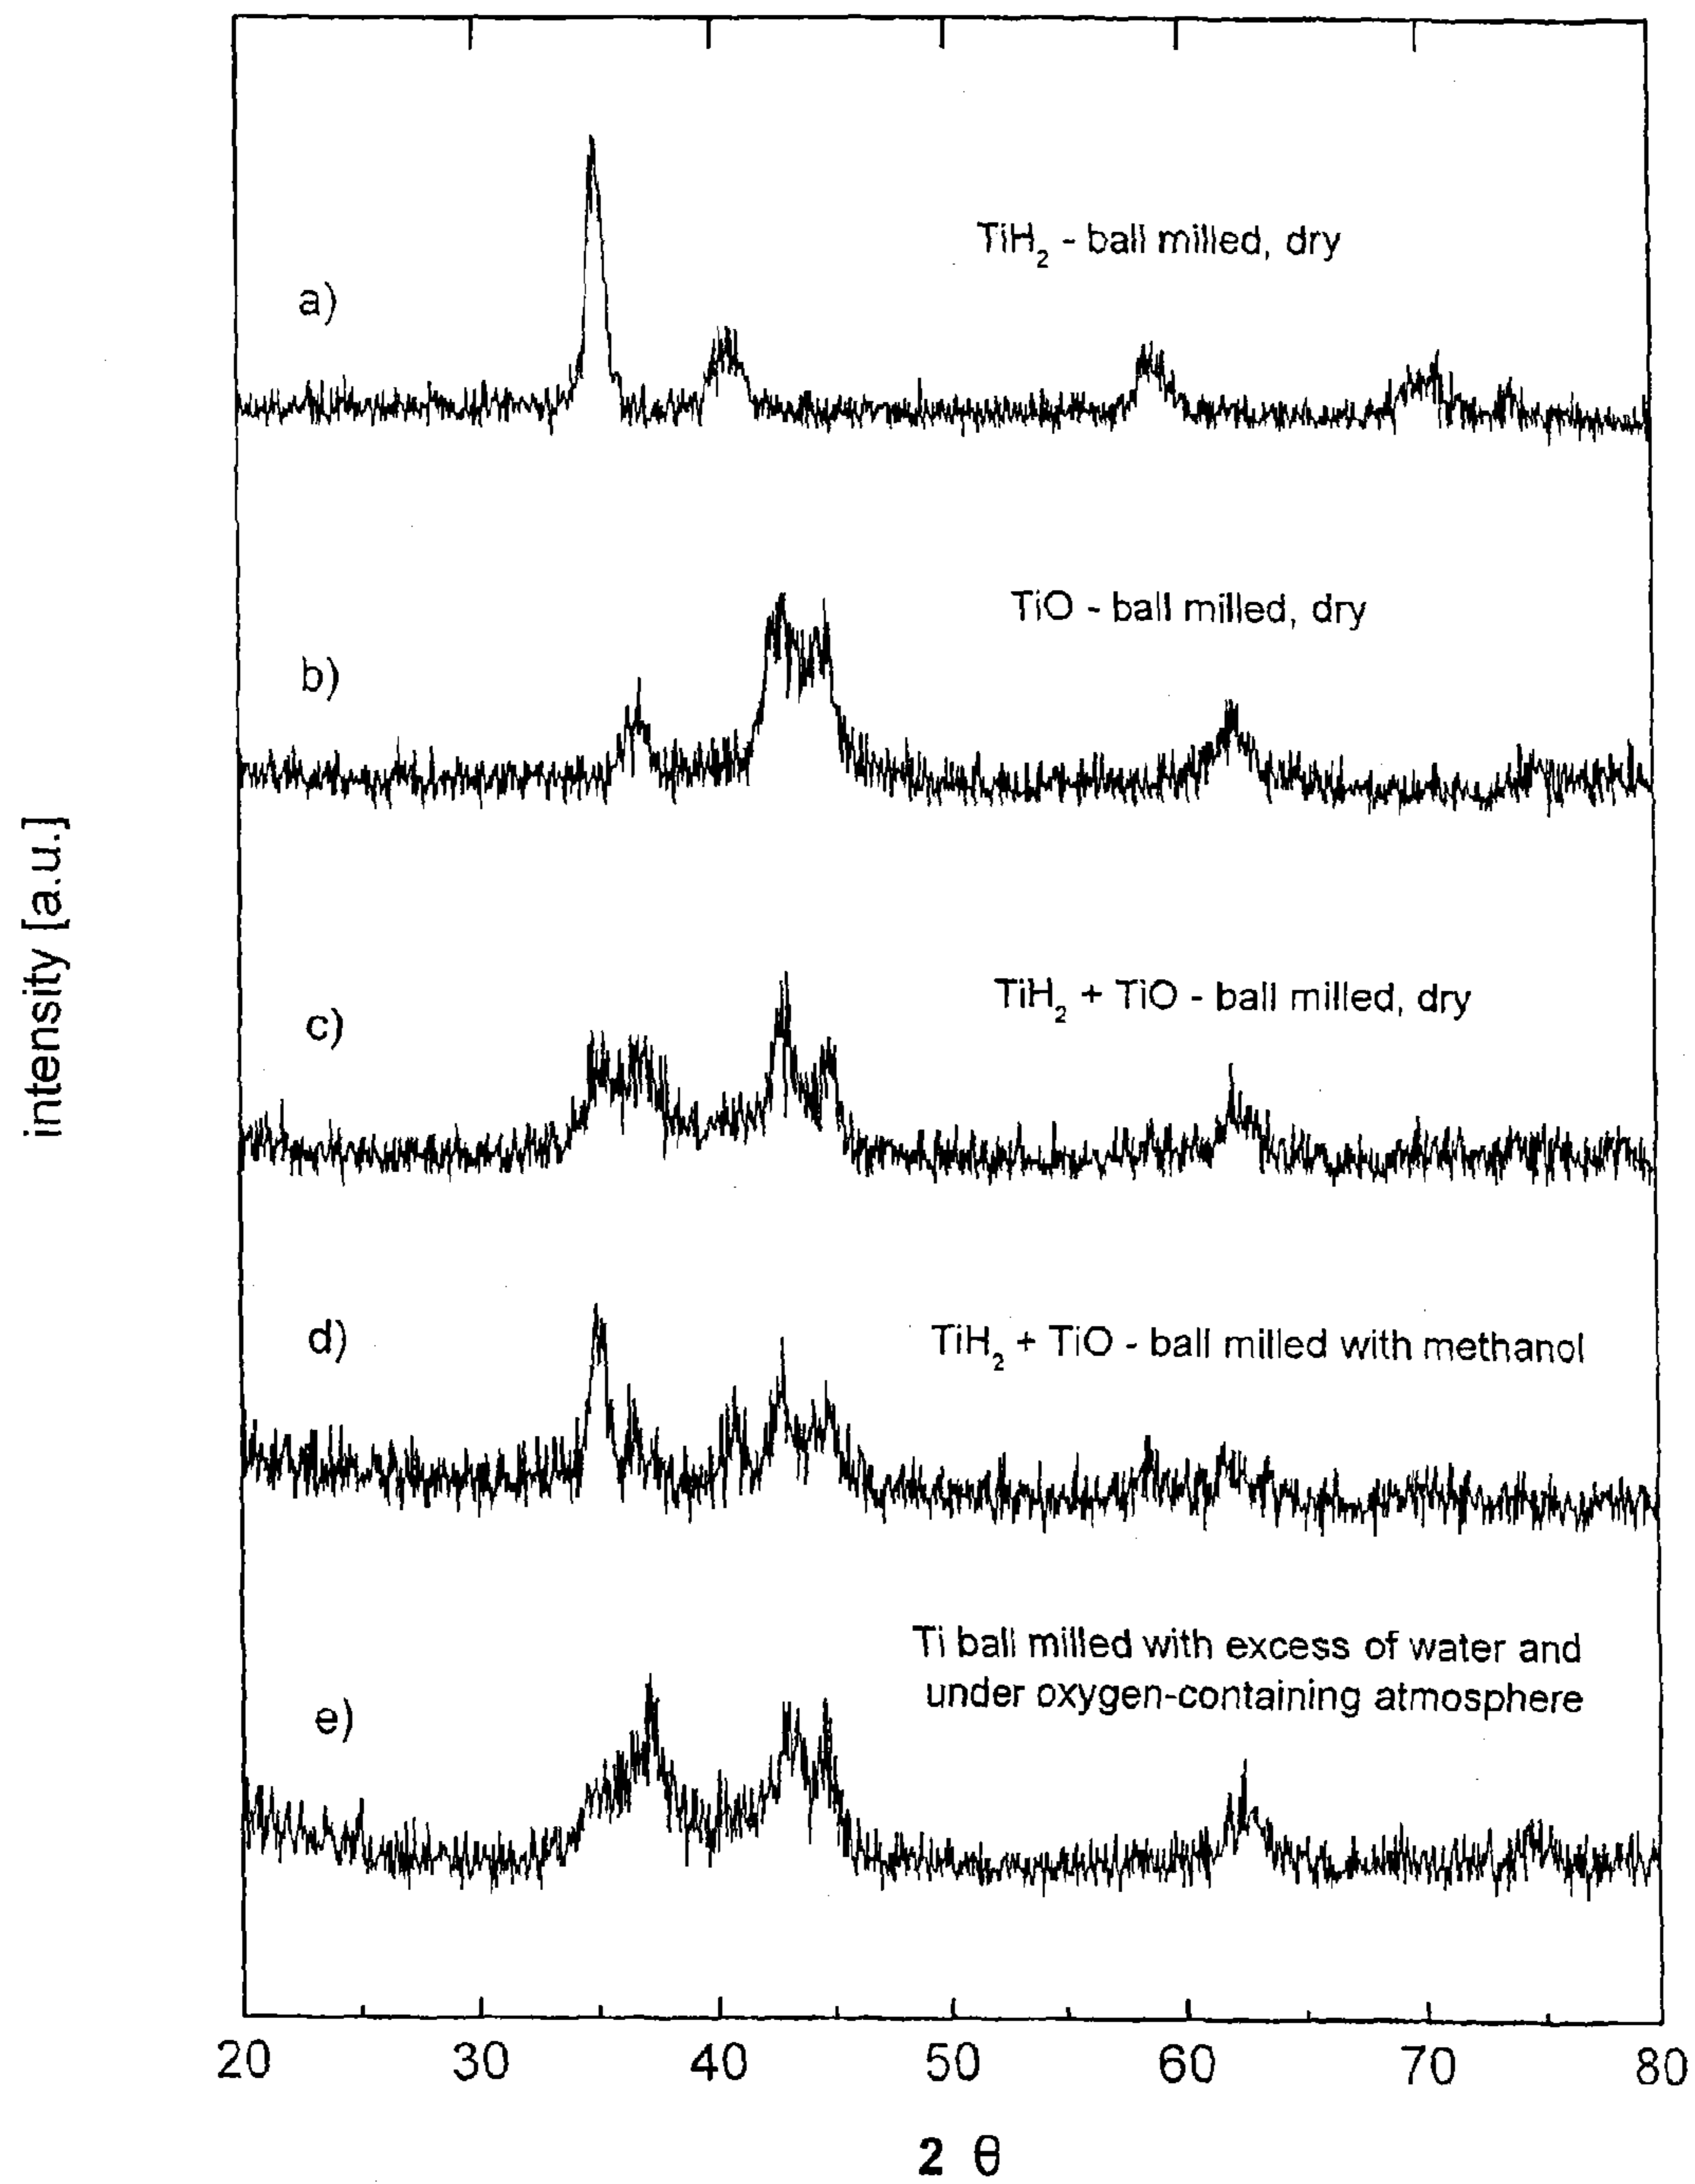 TiH₂ - ball milled, dry
a)
TiO - ball milled, dry
b)
intensity [a.u.]
TiH₂ + TiO - ball milled, dry
c)
TiH₂ + TiO - ball milled with methanol
d)
Ti ball milled with excess of water and
under oxygen-containing atmosphere
e)
20 30 40 50 60 70 80
2 θ